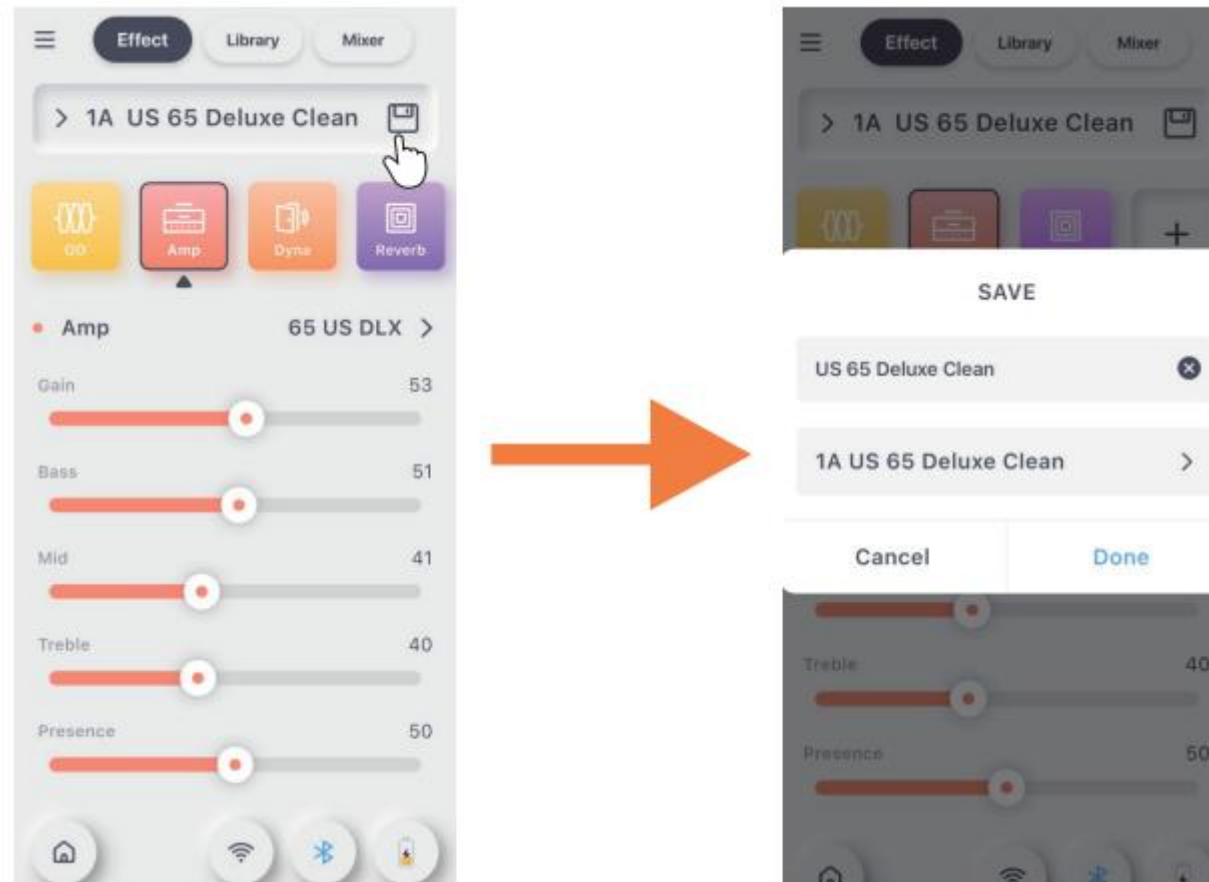 Effect Library Mixer
> 1A US 65 Deluxe Clean
OD Amp Dyna Reverb
Amp 65 US DLX >
Gain 53
Bass 51
Mid 41
Treble 40
Presence 50
Effect Library Mixer
> 1A US 65 Deluxe Clean
+
SAVE
US 65 Deluxe Clean
1A US 65 Deluxe Clean >
Cancel Done
Treble 40
Presence 50